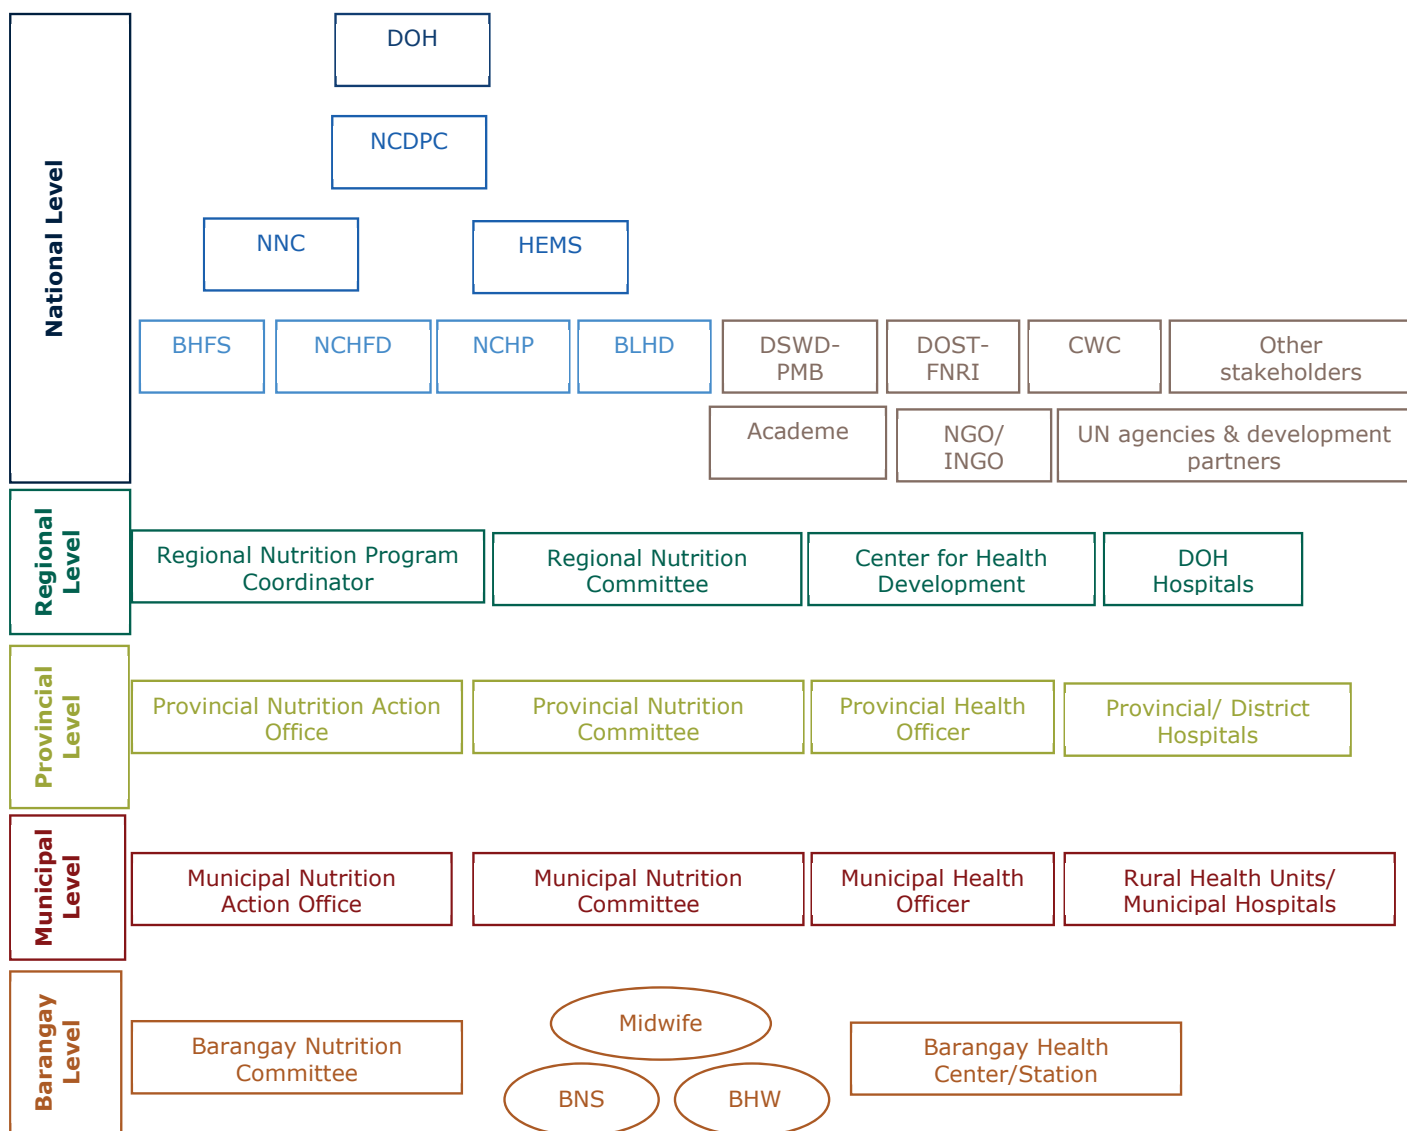 National Level
DOH
NCDPC
NNC
HEMS
BHFS
NCHFD
NCHP
BLHD
DSWD-
PMB
DOST-
FNRI
CWC
Other
stakeholders
Academe
NGO/
INGO
UN agencies & development
partners
Regional
Level
Regional Nutrition Program
Coordinator
Regional Nutrition
Committee
Center for Health
Development
DOH
Hospitals
Provincial
Level
Provincial Nutrition Action
Office
Provincial Nutrition
Committee
Provincial Health
Officer
Provincial/ District
Hospitals
Municipal
Level
Municipal Nutrition
Action Office
Municipal Nutrition
Committee
Municipal Health
Officer
Rural Health Units/
Municipal Hospitals
Barangay
Level
Barangay Nutrition
Committee
Midwife
BNS
BHW
Barangay Health
Center/Station